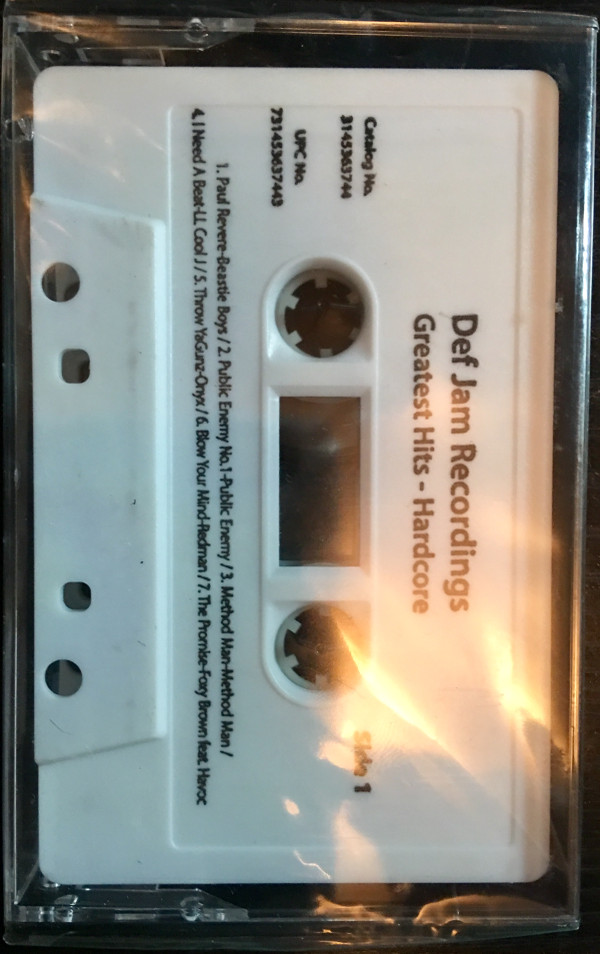 Def Jam Recordings
Greatest Hits - Hardcore
Catalog No.
3145363744
UPC No.
731453637443
Side 1
1. Paul Revere-Beastie Boys / 2. Public Enemy No.1-Public Enemy / 3. Method Man-Method Man /
4. I Need A Beat-LL Cool J / 5. Throw YaGunz-Onyx / 6. Blow Your Mind-Redman / 7. The Promise-Foxy Brown feat. Havoc